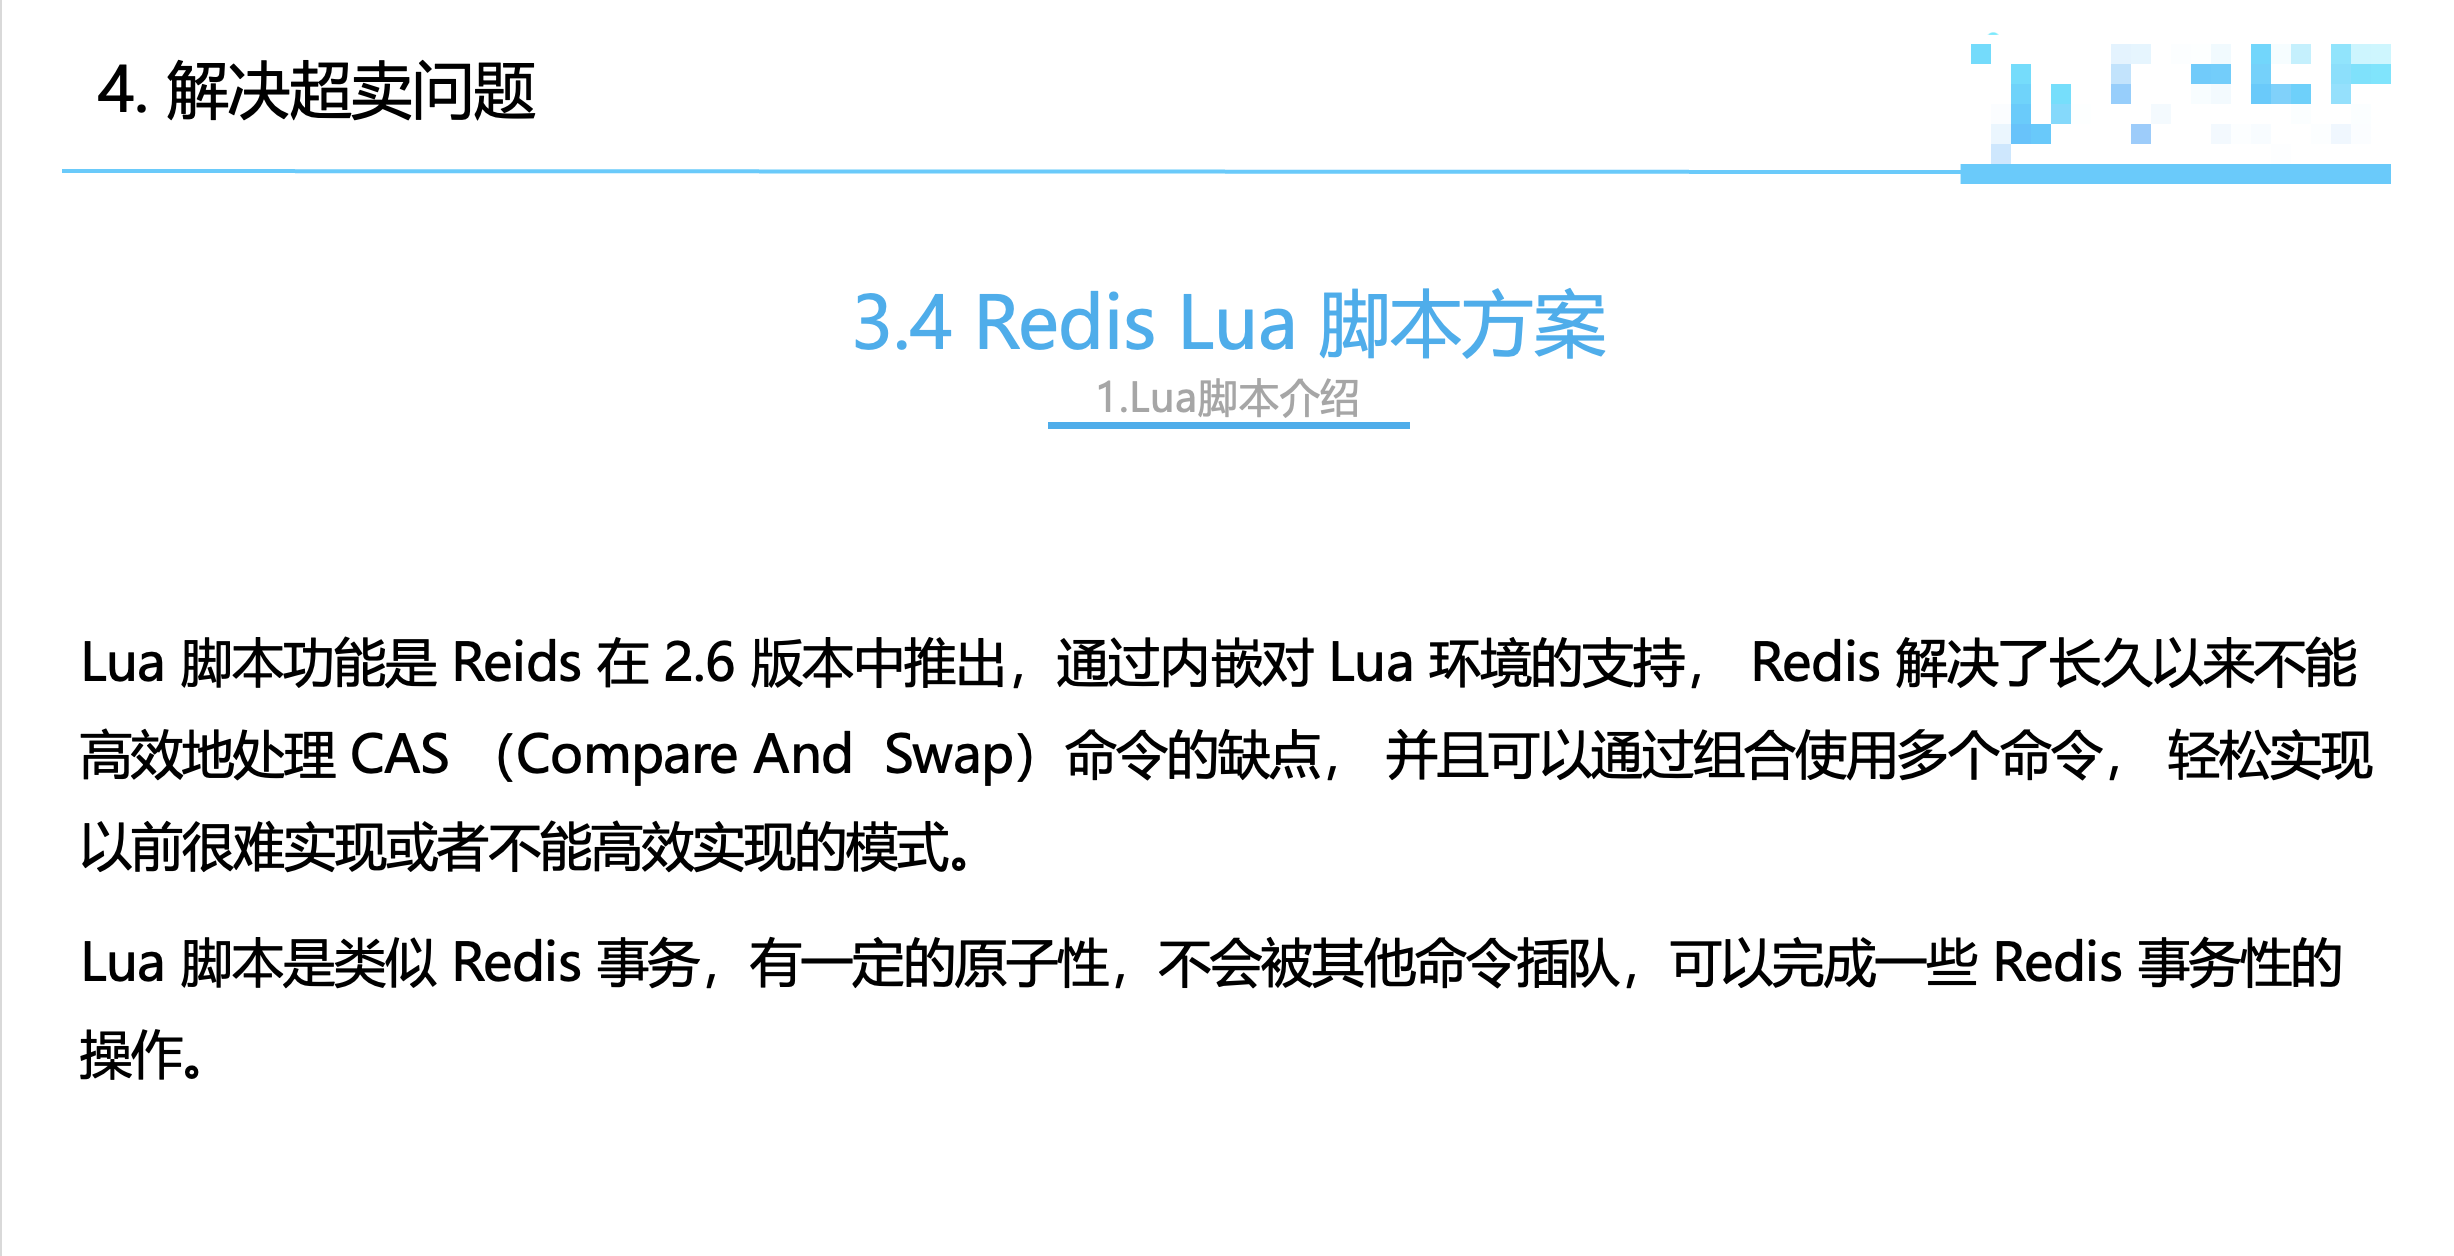 4. 解决超卖问题
3.4 Redis Lua 脚本方案
1.Lua脚本介绍
Lua 脚本功能是 Reids 在 2.6 版本中推出，通过内嵌对 Lua 环境的支持， Redis 解决了长久以来不能
高效地处理 CAS （Compare And  Swap）命令的缺点， 并且可以通过组合使用多个命令， 轻松实现
以前很难实现或者不能高效实现的模式。
Lua 脚本是类似 Redis 事务，有一定的原子性，不会被其他命令插队，可以完成一些 Redis 事务性的
操作。